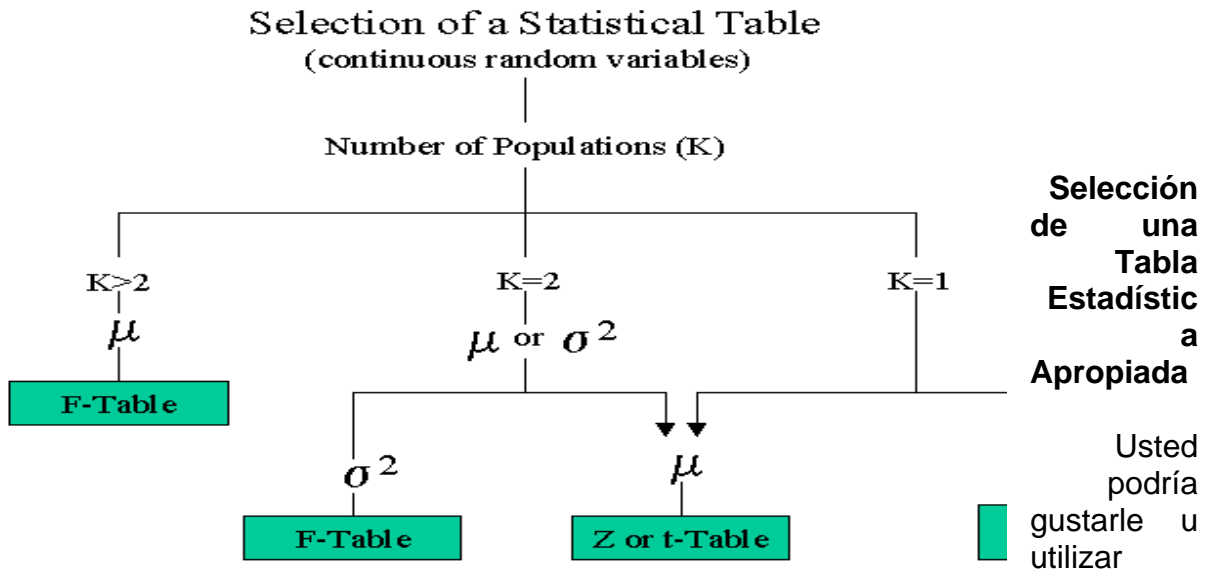 Selection of a Statistical Table
(continuous random variables)
Number of Populations (K)
K>2
K=2
K=1
μ
μ or σ²
F-Table
σ²
μ
F-Table
Z or t-Table
Selección
de una
Tabla
Estadístic
a
Apropiada
Usted
podría
gustarle u
utilizar